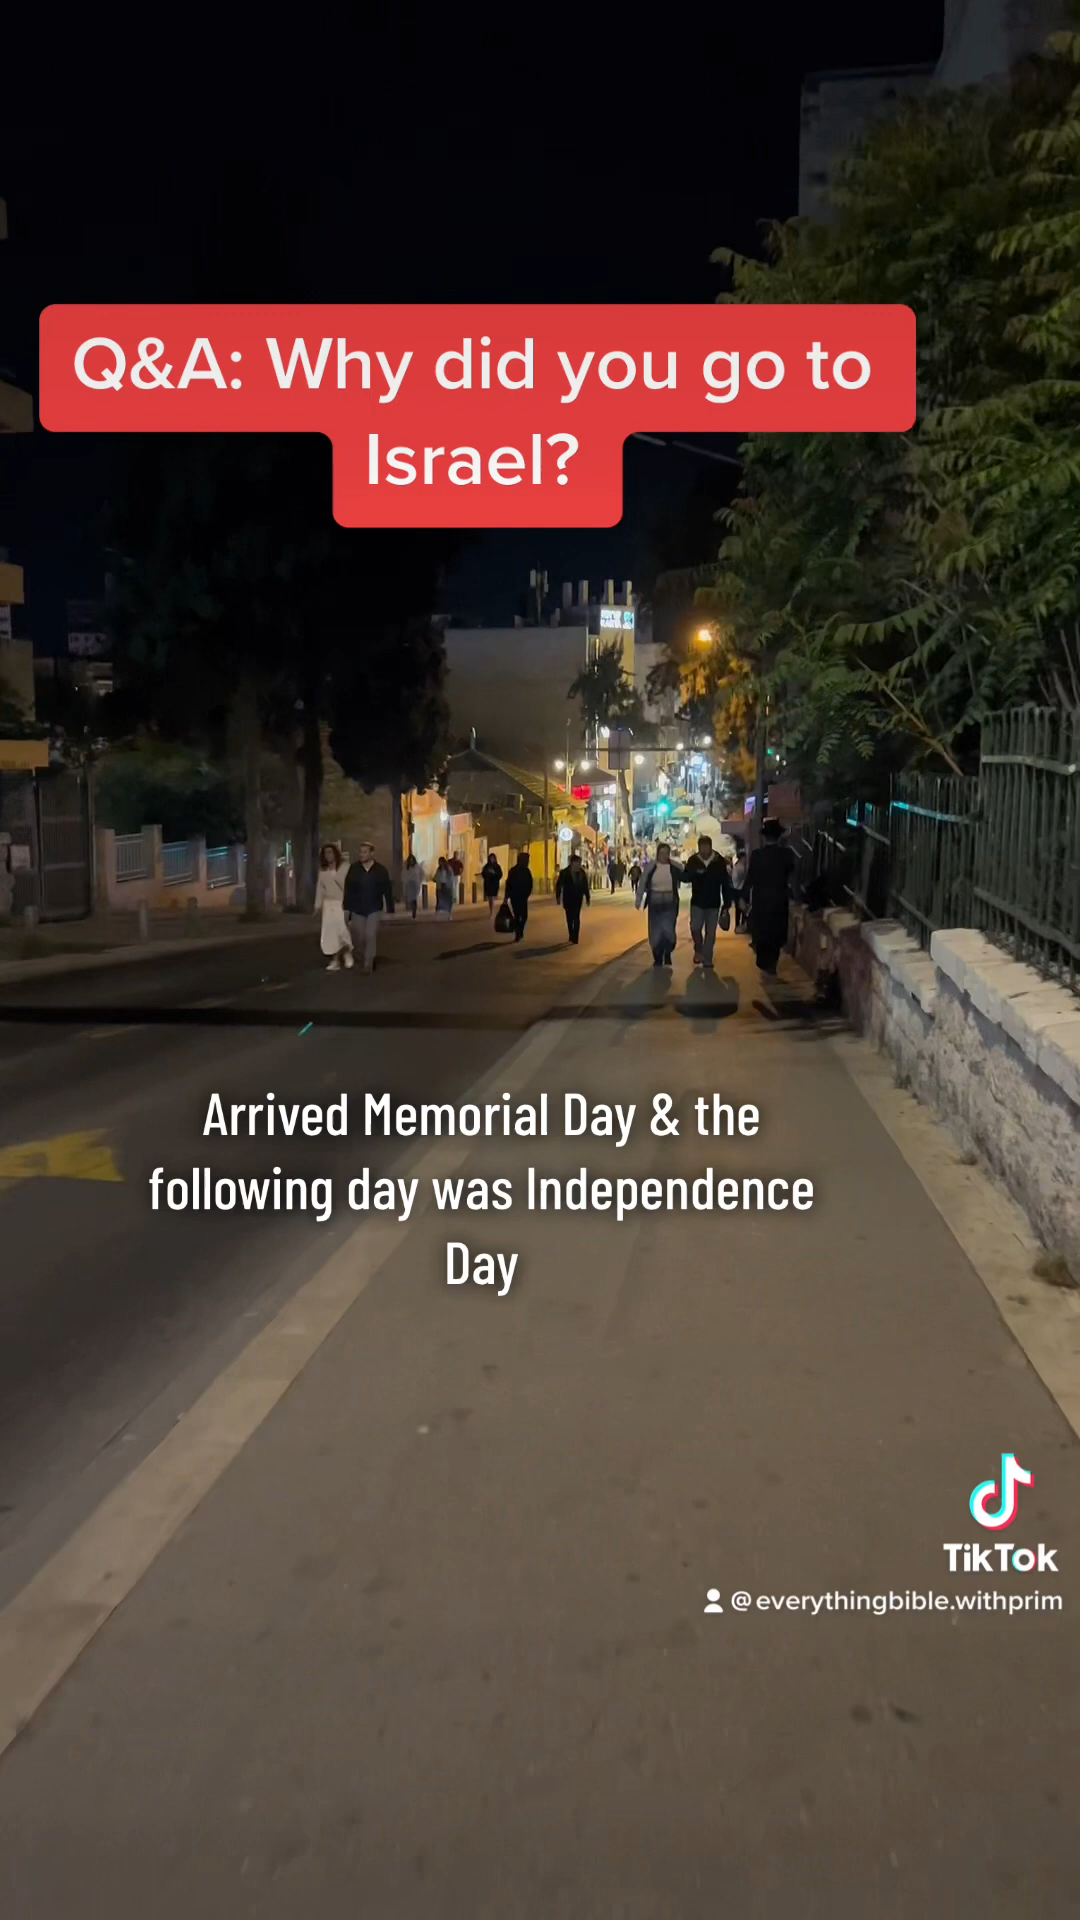 Q&A: Why did you go to
Israel?
Arrived Memorial Day & the
following day was Independence
Day
TikTok
@everythingbible.withprim